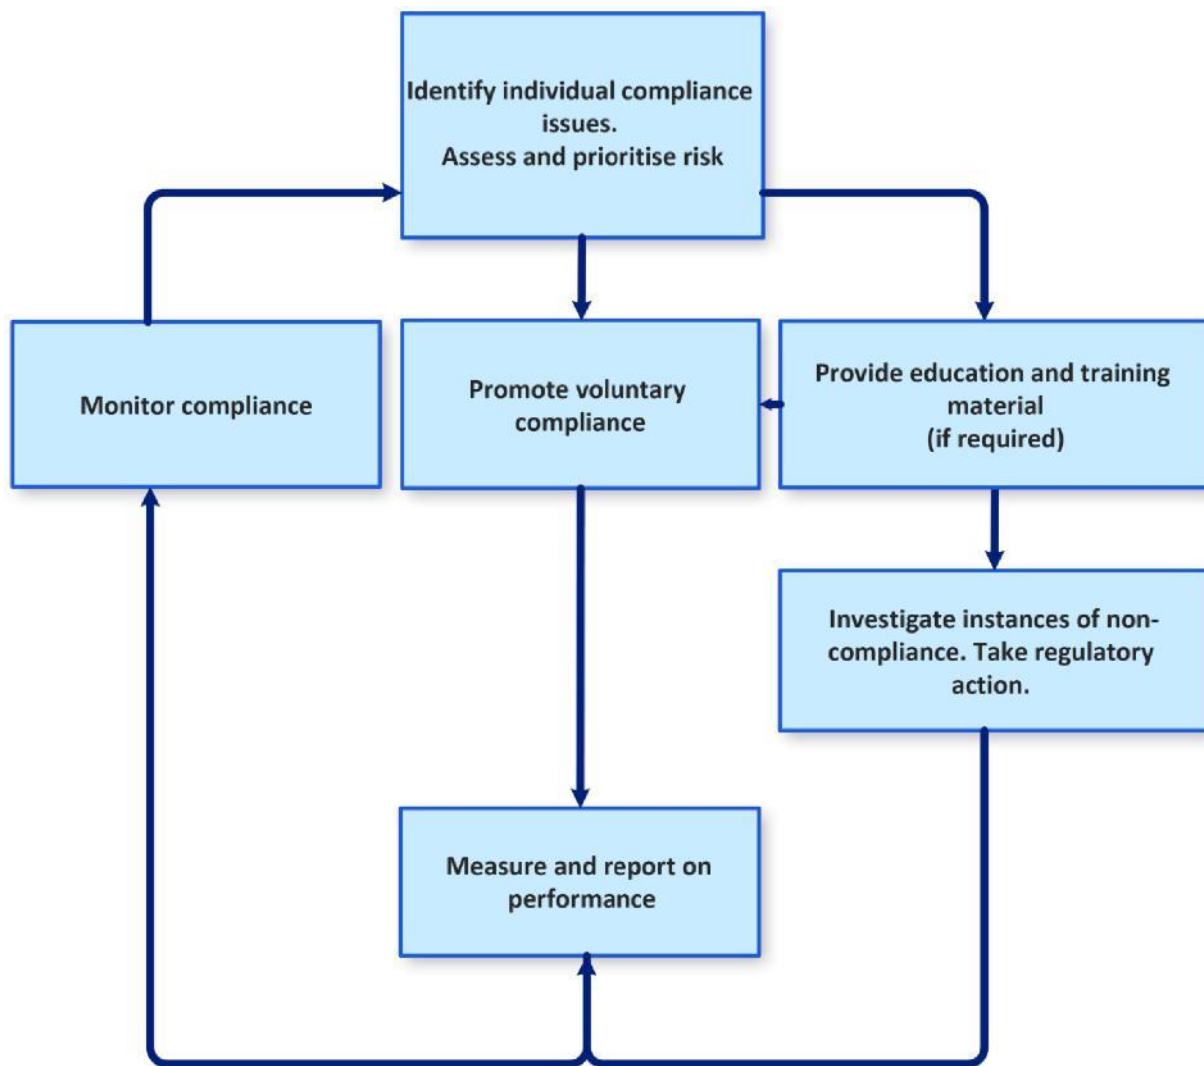 Identify individual compliance
issues.
Assess and prioritise risk
Monitor compliance
Promote voluntary
compliance
Provide education and training
material
(if required)
Investigate instances of non-
compliance. Take regulatory
action.
Measure and report on
performance